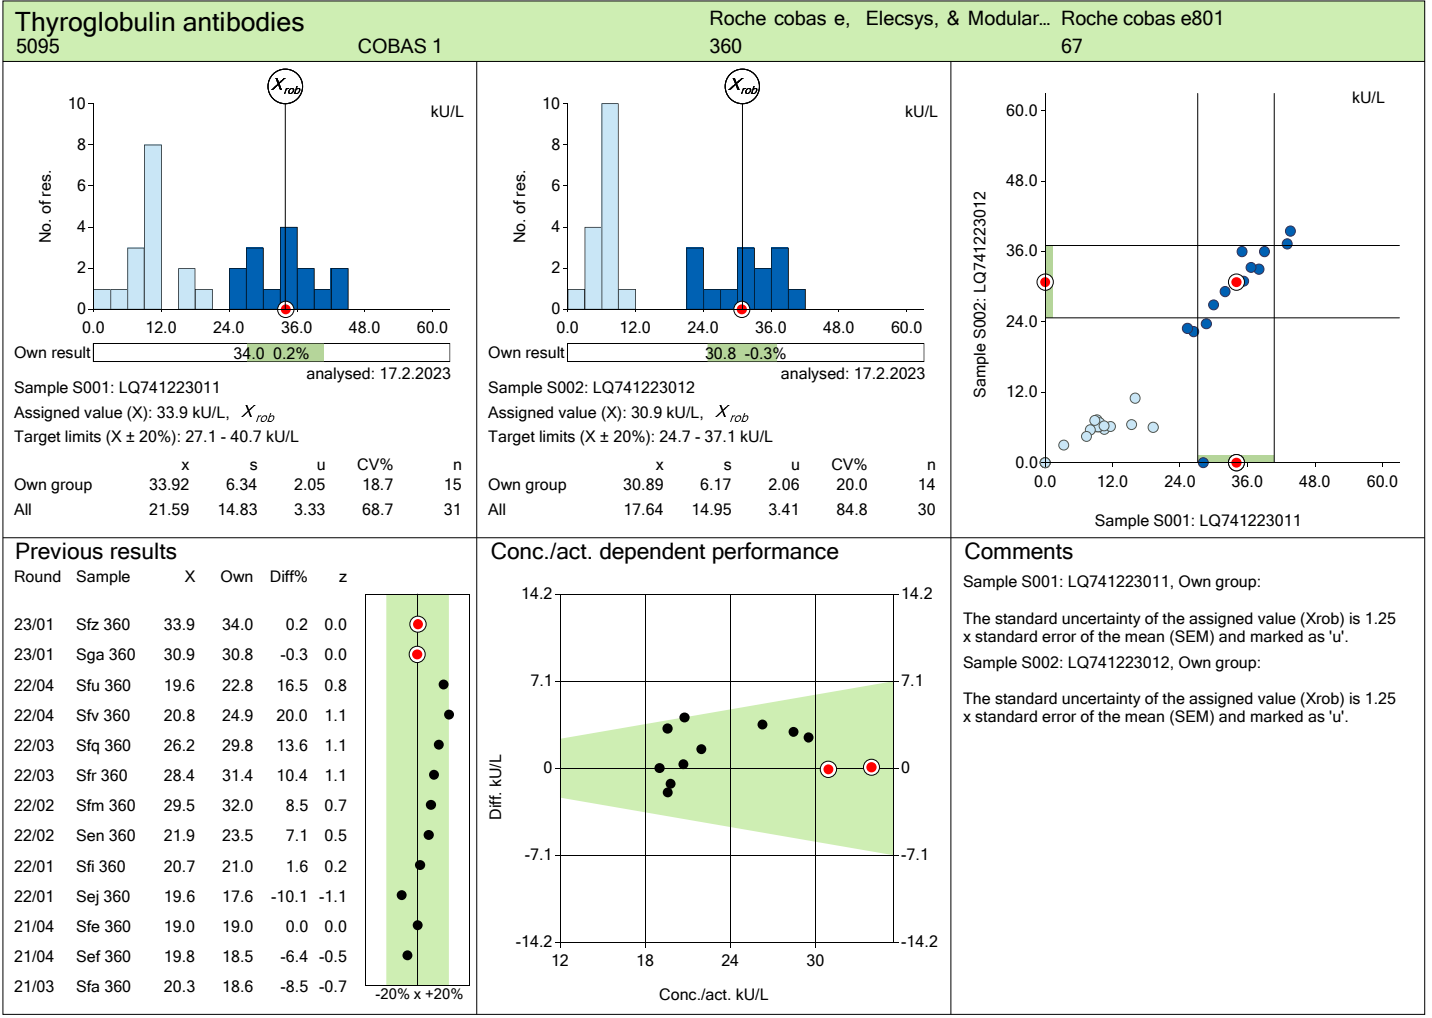 Thyroglobulin antibodies
Roche cobas e, Elecsys, & Modular... Roche cobas e801
5095 COBAS 1 360 67
X rob
kU/L
No. of res.
10
8
6
4
2
0
0.0 12.0 24.0 36.0 48.0 60.0
Own result 34.0 0.2%
analysed: 17.2.2023
Sample S001: LQ741223011
Assigned value (X): 33.9 kU/L, X rob
Target limits (X ± 20%): 27.1 - 40.7 kU/L
x s u CV% n
Own group 33.92 6.34 2.05 18.7 15
All 21.59 14.83 3.33 68.7 31
X rob
kU/L
No. of res.
10
8
6
4
2
0
0.0 12.0 24.0 36.0 48.0 60.0
Own result 30.8 -0.3%
analysed: 17.2.2023
Sample S002: LQ741223012
Assigned value (X): 30.9 kU/L, X rob
Target limits (X ± 20%): 24.7 - 37.1 kU/L
x s u CV% n
Own group 30.89 6.17 2.06 20.0 14
All 17.64 14.95 3.41 84.8 30
kU/L
Sample S002: LQ741223012
60.0
48.0
36.0
24.0
12.0
0.0
0.0 12.0 24.0 36.0 48.0 60.0
Sample S001: LQ741223011
Previous results
Round Sample X Own Diff% z
23/01 Sfz 360 33.9 34.0 0.2 0.0
23/01 Sga 360 30.9 30.8 -0.3 0.0
22/04 Sfu 360 19.6 22.8 16.5 0.8
22/04 Sfv 360 20.8 24.9 20.0 1.1
22/03 Sfq 360 26.2 29.8 13.6 1.1
22/03 Sfr 360 28.4 31.4 10.4 1.1
22/02 Sfm 360 29.5 32.0 8.5 0.7
22/02 Sen 360 21.9 23.5 7.1 0.5
22/01 Sfi 360 20.7 21.0 1.6 0.2
22/01 Sej 360 19.6 17.6 -10.1 -1.1
21/04 Sfe 360 19.0 19.0 0.0 0.0
21/04 Sef 360 19.8 18.5 -6.4 -0.5
21/03 Sfa 360 20.3 18.6 -8.5 -0.7
-20% x +20%
Conc./act. dependent performance
14.2 14.2
7.1 7.1
0 0
-7.1 -7.1
-14.2 -14.2
Diff. kU/L
12 18 24 30
Conc./act. kU/L
Comments
Sample S001: LQ741223011, Own group:
The standard uncertainty of the assigned value (Xrob) is 1.25
x standard error of the mean (SEM) and marked as 'u'.
Sample S002: LQ741223012, Own group:
The standard uncertainty of the assigned value (Xrob) is 1.25
x standard error of the mean (SEM) and marked as 'u'.